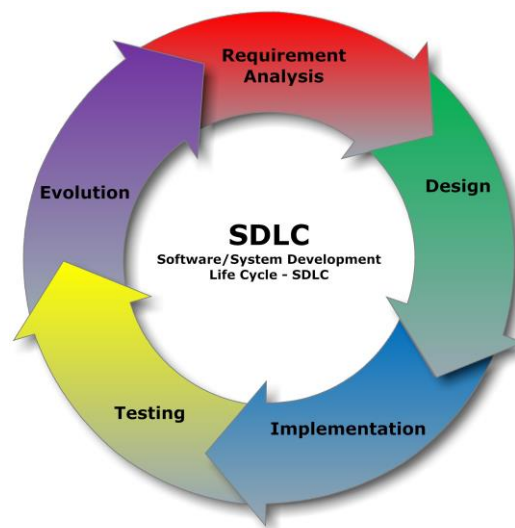 Requirement
Analysis
Design
Evolution
SDLC
Software/System Development
Life Cycle - SDLC
Testing
Implementation